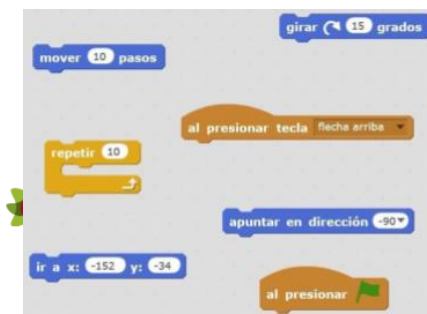 girar 15 grados
mover 10 pasos
al presionar tecla flecha arriba
repetir 10
apuntar en dirección -90
ir a x: -152 y: -34
al presionar